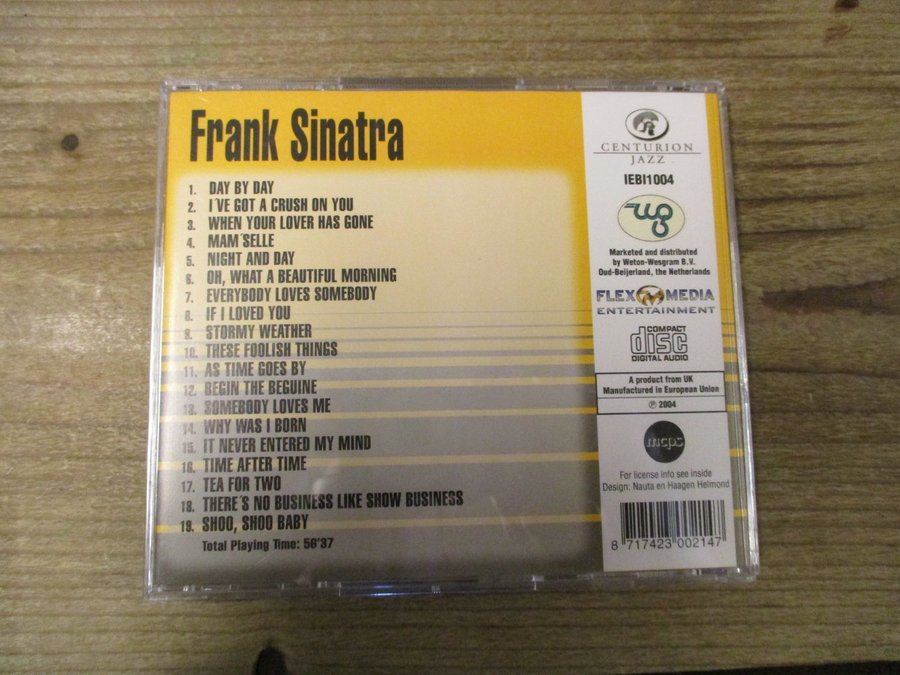 Frank Sinatra
1. DAY BY DAY
2. I´VE GOT A CRUSH ON YOU
3. WHEN YOUR LOVER HAS GONE
4. MAM´SELLE
5. NIGHT AND DAY
6. OH, WHAT A BEAUTIFUL MORNING
7. EVERYBODY LOVES SOMEBODY
8. IF I LOVED YOU
9. STORMY WEATHER
10. THESE FOOLISH THINGS
11. AS TIME GOES BY
12. BEGIN THE BEGUINE
13. SOMEBODY LOVES ME
14. WHY WAS I BORN
15. IT NEVER ENTERED MY MIND
16. TIME AFTER TIME
17. TEA FOR TWO
18. THERE´S NO BUSINESS LIKE SHOW BUSINESS
19. SHOO, SHOO BABY
Total Playing Time: 56'37
CENTURION
JAZZ
IEBI1004
wg
Marketed and distributed
by Weton-Wesgram B.V.
Oud-Beijerland, the Netherlands
FLEX MEDIA
ENTERTAINMENT
COMPACT
disc
DIGITAL AUDIO
A product from UK
Manufactured in European Union
℗ 2004
mcps
For license info see inside
Design: Nauta en Haagen Helmond
8 717423 002147